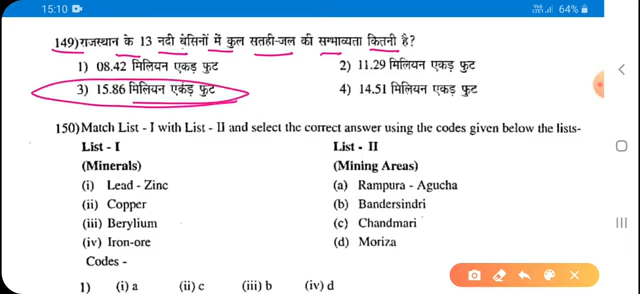 15:10 64%
149) राजस्थान के 13 नदी बेसिनों में कुल सतही-जल की सम्भाव्यता कितनी है?
1) 08.42 मिलियन एकड़ फुट 2) 11.29 मिलियन एकड़ फुट
3) 15.86 मिलियन एकड़ फुट 4) 14.51 मिलियन एकड़ फुट
150) Match List - I with List - II and select the correct answer using the codes given below the lists-
List - I List - II
(Minerals) (Mining Areas)
(i) Lead - Zinc (a) Rampura - Agucha
(ii) Copper (b) Bandersindri
(iii) Berylium (c) Chandmari
(iv) Iron-ore (d) Moriza
Codes -
1) (i) a (ii) c (iii) b (iv) d